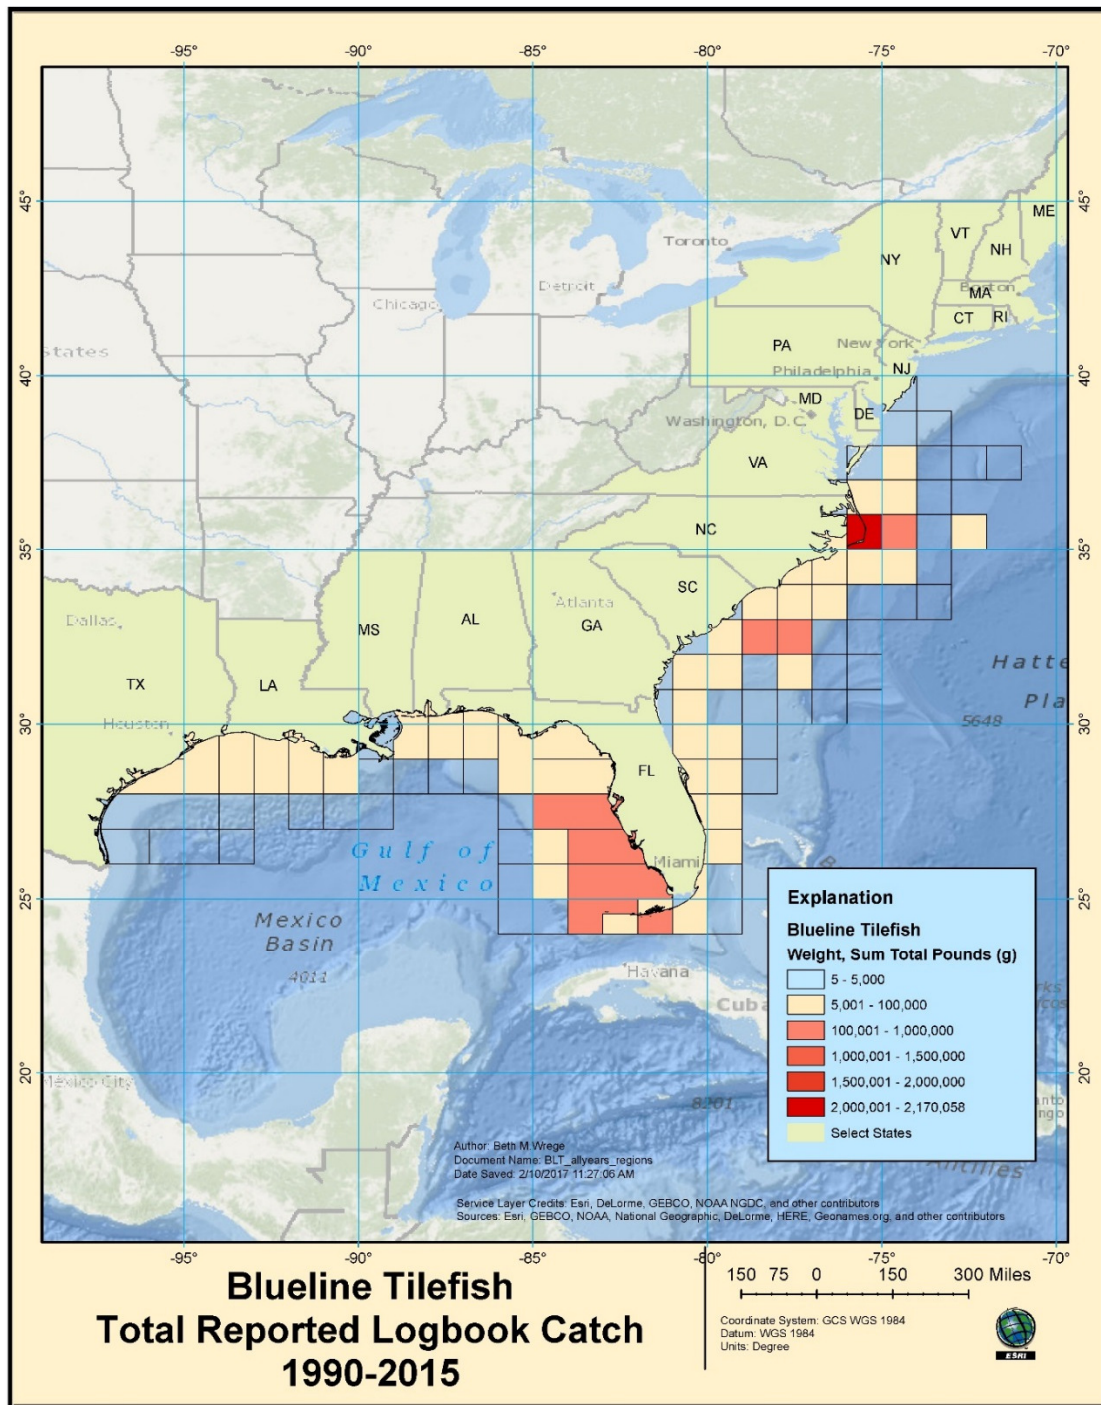 -95°
-90°
-85°
-80°
-75°
-70°
45°
45°
ME
VT
NH
Toronto
NY
Boston
MA
Detroit
CT
RI
Chicago
States
PA
New York
NJ
40°
40°
Philadelphia
MD
DE
Washington, D.C.
VA
NC
35°
35°
SC
Atlanta
Dallas
MS
AL
GA
Hatte
TX
LA
Pla
Houston
5648
30°
30°
FL
Gulf of
Mexico
Miami
25°
25°
Mexico
Basin
4011
Havana
Cuba
20°
20°
Mexico City
8201
Antilles
Explanation
Blueline Tilefish
Weight, Sum Total Pounds (g)
5 - 5,000
5,001 - 100,000
100,001 - 1,000,000
1,000,001 - 1,500,000
1,500,001 - 2,000,000
2,000,001 - 2,170,058
Select States
Author: Beth M.Wrege
Document Name: BLT_allyears_regions
Date Saved: 2/10/2017 11:27:06 AM
Service Layer Credits: Esri, DeLorme, GEBCO, NOAA NGDC, and other contributors
Sources: Esri, GEBCO, NOAA, National Geographic, DeLorme, HERE, Geonames.org, and other contributors
-95°
-90°
-85°
-80°
-75°
-70°
Blueline Tilefish
Total Reported Logbook Catch
1990-2015
150 75 0 150 300 Miles
Coordinate System: GCS WGS 1984
Datum: WGS 1984
Units: Degree
ESRI